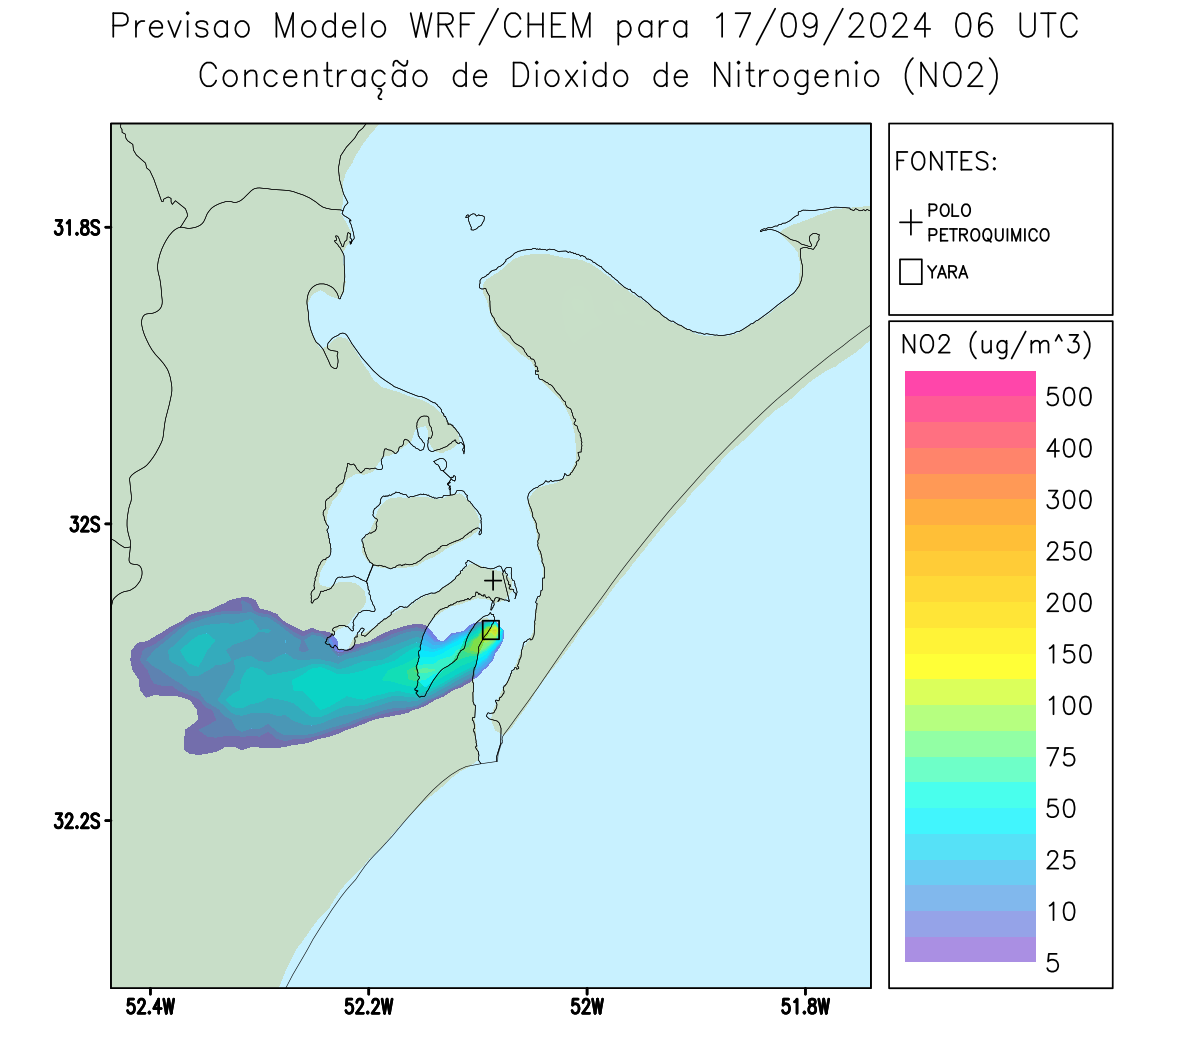 Previsao Modelo WRF/CHEM para 17/09/2024 06 UTC
Concentração de Dioxido de Nitrogenio (NO2)
FONTES:
POLO
PETROQUIMICO
YARA
31.8S
32S
32.2S
52.4W
52.2W
52W
51.8W
NO2 (ug/m^3)
500
400
300
250
200
150
100
75
50
25
10
5